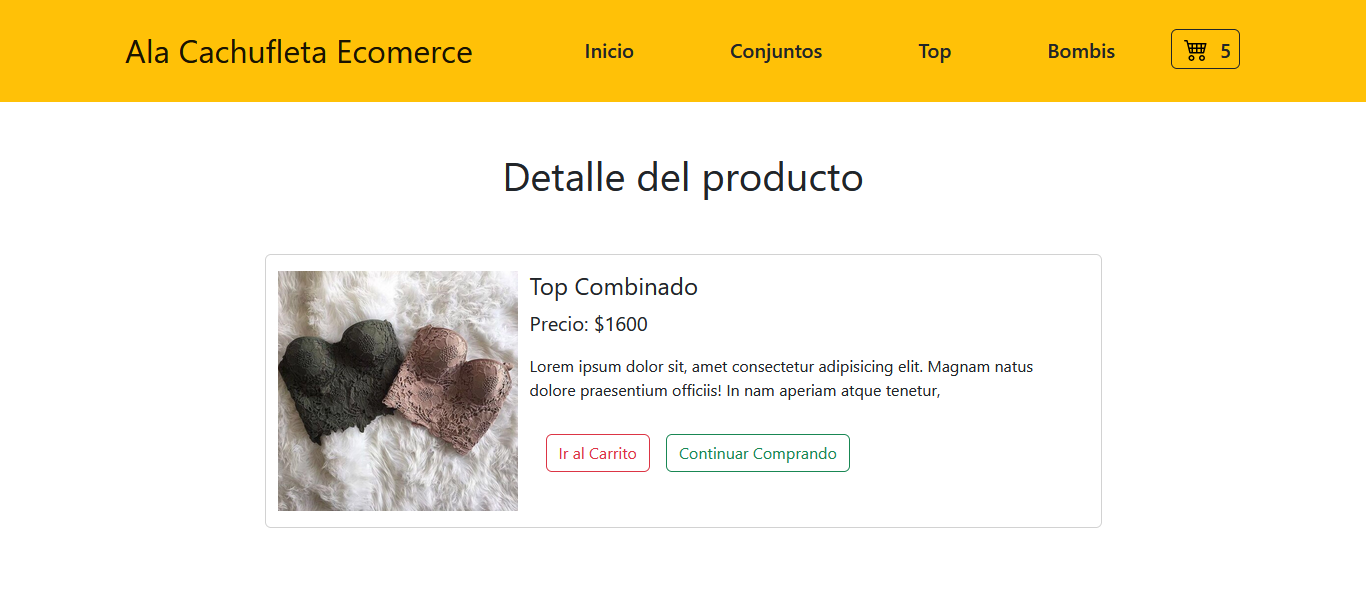 Ala Cachufleta Ecomerce Inicio Conjuntos Top Bombis 5
Detalle del producto
Top Combinado
Precio: $1600
Lorem ipsum dolor sit, amet consectetur adipisicing elit. Magnam natus
dolore praesentium officiis! In nam aperiam atque tenetur,
Ir al Carrito Continuar Comprando